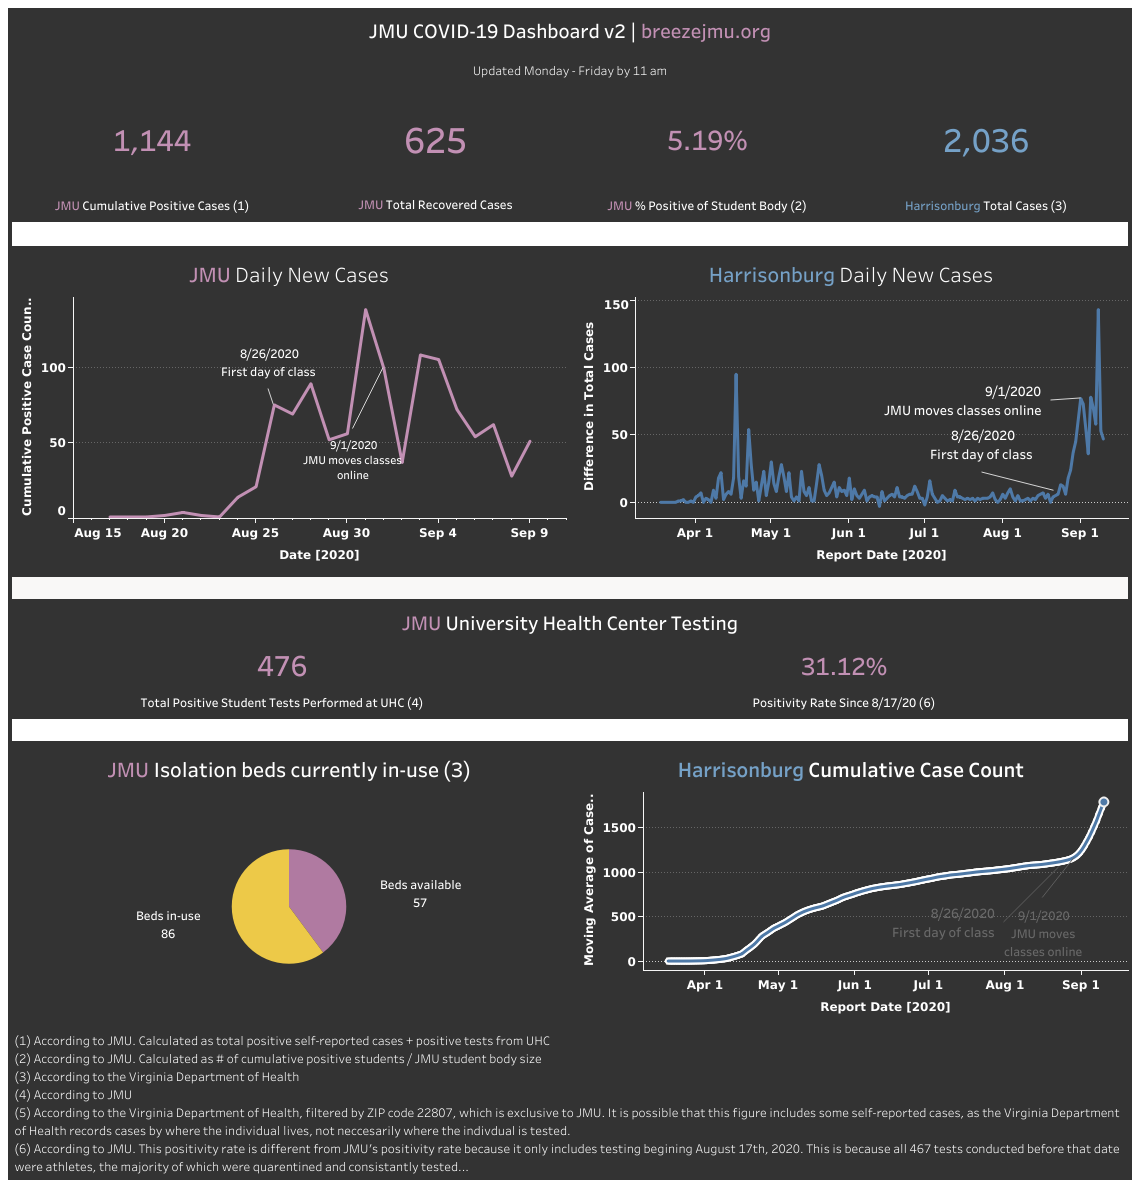 JMU COVID-19 Dashboard v2 | breezejmu.org
Updated Monday - Friday by 11 am
1,144
625
5.19%
2,036
JMU Cumulative Positive Cases (1)
JMU Total Recovered Cases
JMU % Positive of Student Body (2)
Harrisonburg Total Cases (3)
JMU Daily New Cases
Cumulative Positive Case Coun..
100
50
0
8/26/2020
First day of class
9/1/2020
JMU moves classes
online
Aug 15
Aug 20
Aug 25
Aug 30
Sep 4
Sep 9
Date [2020]
Harrisonburg Daily New Cases
Difference in Total Cases
150
100
50
0
9/1/2020
JMU moves classes online
8/26/2020
First day of class
Apr 1
May 1
Jun 1
Jul 1
Aug 1
Sep 1
Report Date [2020]
JMU University Health Center Testing
476
31.12%
Total Positive Student Tests Performed at UHC (4)
Positivity Rate Since 8/17/20 (6)
JMU Isolation beds currently in-use (3)
Beds available
57
Beds in-use
86
Harrisonburg Cumulative Case Count
Moving Average of Case..
1500
1000
500
0
8/26/2020
First day of class
9/1/2020
JMU moves
classes online
Apr 1
May 1
Jun 1
Jul 1
Aug 1
Sep 1
Report Date [2020]
(1) According to JMU. Calculated as total positive self-reported cases + positive tests from UHC
(2) According to JMU. Calculated as # of cumulative positive students / JMU student body size
(3) According to the Virginia Department of Health
(4) According to JMU
(5) According to the Virginia Department of Health, filtered by ZIP code 22807, which is exclusive to JMU. It is possible that this figure includes some self-reported cases, as the Virginia Department
of Health records cases by where the individual lives, not neccesarily where the indivdual is tested.
(6) According to JMU. This positivity rate is different from JMU's positivity rate because it only includes testing begining August 17th, 2020. This is because all 467 tests conducted before that date
were athletes, the majority of which were quarentined and consistantly tested...